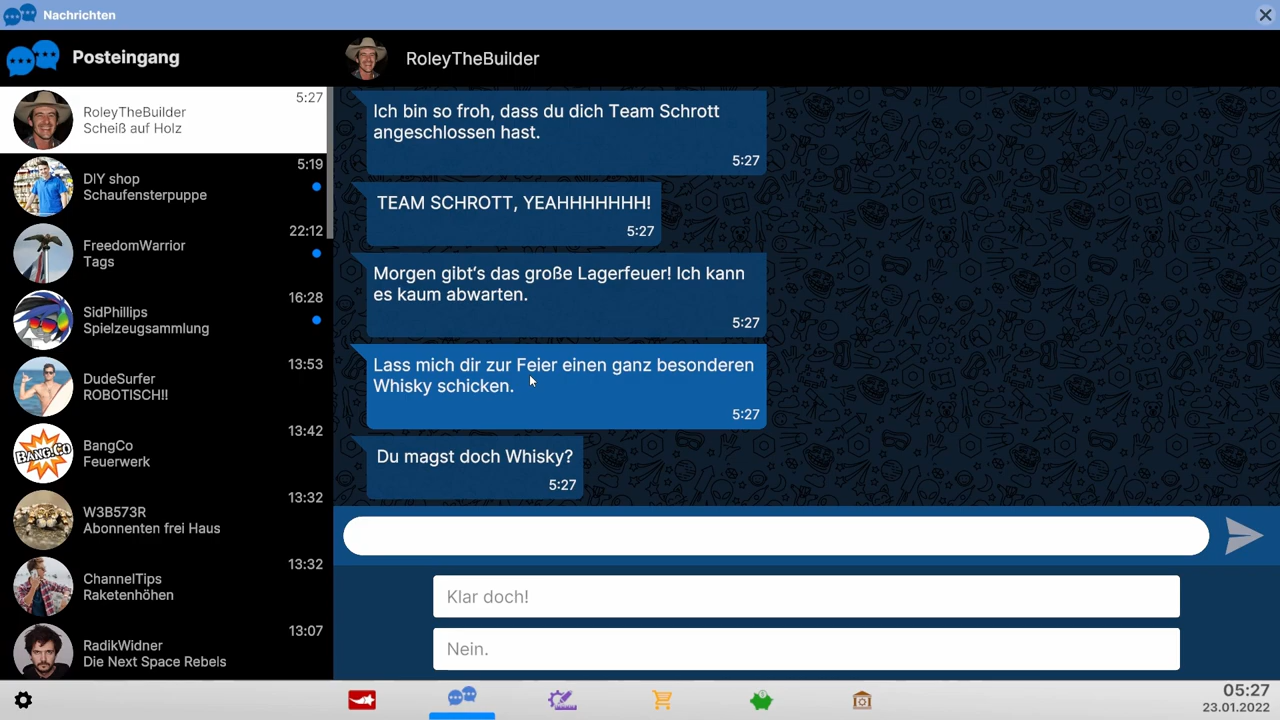 Nachrichten
Posteingang
RoleyTheBuilder
5:27
RoleyTheBuilder
Scheiß auf Holz
5:19
DIY shop
Schaufensterpuppe
22:12
FreedomWarrior
Tags
16:28
SidPhillips
Spielzeugsammlung
13:53
DudeSurfer
ROBOTISCH!!
13:42
BangCo
Feuerwerk
BANG.CO
13:32
W3B573R
Abonnenten frei Haus
13:32
ChannelTips
Raketenhöhen
13:07
RadikWidner
Die Next Space Rebels
Ich bin so froh, dass du dich Team Schrott
angeschlossen hast.
5:27
TEAM SCHROTT, YEAHHHHHHH!
5:27
Morgen gibt's das große Lagerfeuer! Ich kann
es kaum abwarten.
5:27
Lass mich dir zur Feier einen ganz besonderen
Whisky schicken.
5:27
Du magst doch Whisky?
5:27
Klar doch!
Nein.
05:27
23.01.2022